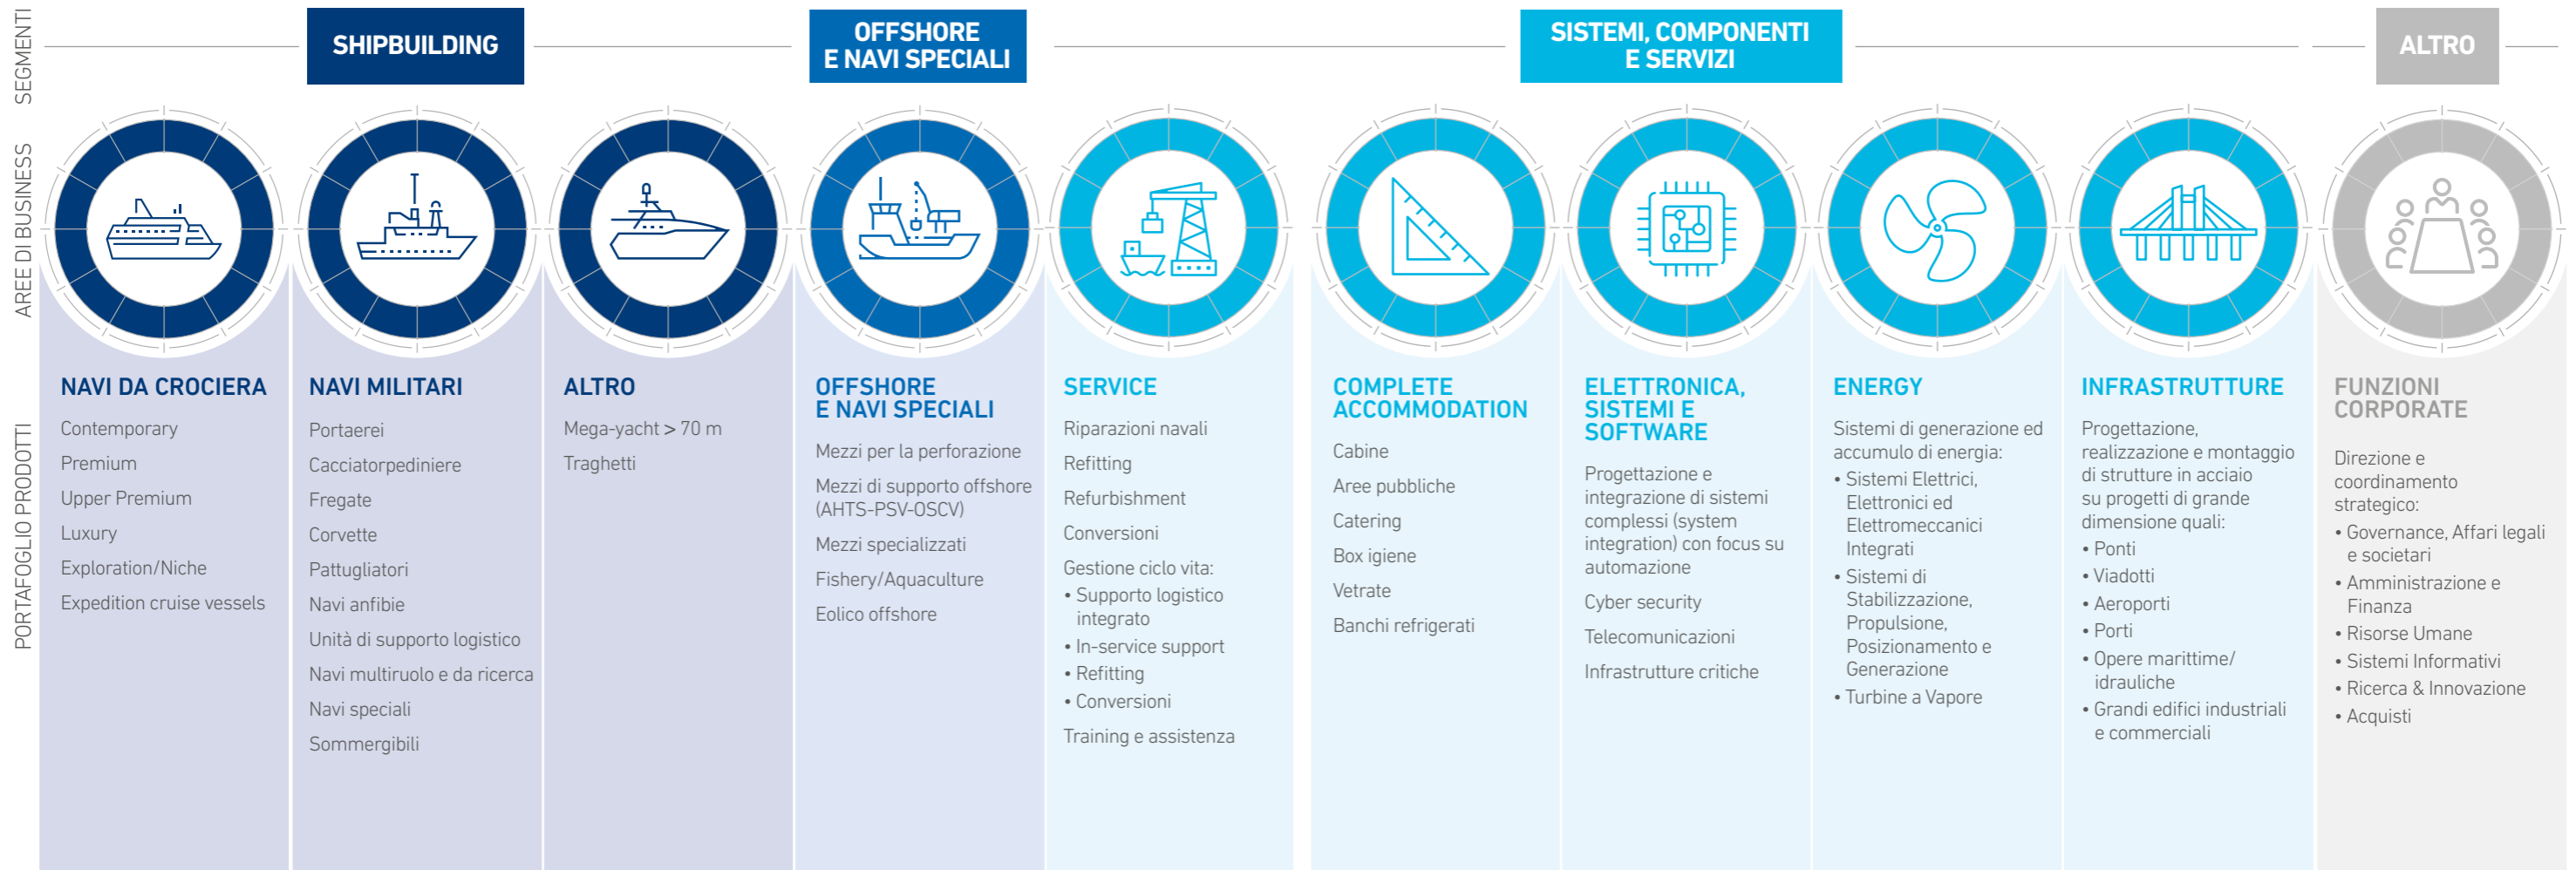 SEGMENTI
SHIPBUILDING
OFFSHORE
E NAVI SPECIALI
SISTEMI, COMPONENTI
E SERVIZI
ALTRO
AREE DI BUSINESS
PORTAFOGLIO PRODOTTI
NAVI DA CROCIERA
Contemporary
Premium
Upper Premium
Luxury
Exploration/Niche
Expedition cruise vessels
NAVI MILITARI
Portaerei
Cacciatorpediniere
Fregate
Corvette
Pattugliatori
Navi anfibie
Unità di supporto logistico
Navi multiruolo e da ricerca
Navi speciali
Sommergibili
ALTRO
Mega-yacht > 70 m
Traghetti
OFFSHORE
E NAVI SPECIALI
Mezzi per la perforazione
Mezzi di supporto offshore
(AHTS-PSV-OSCV)
Mezzi specializzati
Fishery/Aquaculture
Eolico offshore
SERVICE
Riparazioni navali
Refitting
Refurbishment
Conversioni
Gestione ciclo vita:
• Supporto logistico
integrato
• In-service support
• Refitting
• Conversioni
Training e assistenza
COMPLETE
ACCOMMODATION
Cabine
Aree pubbliche
Catering
Box igiene
Vetrate
Banchi refrigerati
ELETTRONICA,
SISTEMI E
SOFTWARE
Progettazione e
integrazione di sistemi
complessi (system
integration) con focus su
automazione
Cyber security
Telecomunicazioni
Infrastrutture critiche
ENERGY
Sistemi di generazione ed
accumulo di energia:
• Sistemi Elettrici,
Elettronici ed
Elettromeccanici
Integrati
• Sistemi di
Stabilizzazione,
Propulsione,
Posizionamento e
Generazione
• Turbine a Vapore
INFRASTRUTTURE
Progettazione,
realizzazione e montaggio
di strutture in acciaio
su progetti di grande
dimensione quali:
• Ponti
• Viadotti
• Aeroporti
• Porti
• Opere marittime/
idrauliche
• Grandi edifici industriali
e commerciali
FUNZIONI
CORPORATE
Direzione e
coordinamento
strategico:
• Governance, Affari legali
e societari
• Amministrazione e
Finanza
• Risorse Umane
• Sistemi Informativi
• Ricerca & Innovazione
• Acquisti